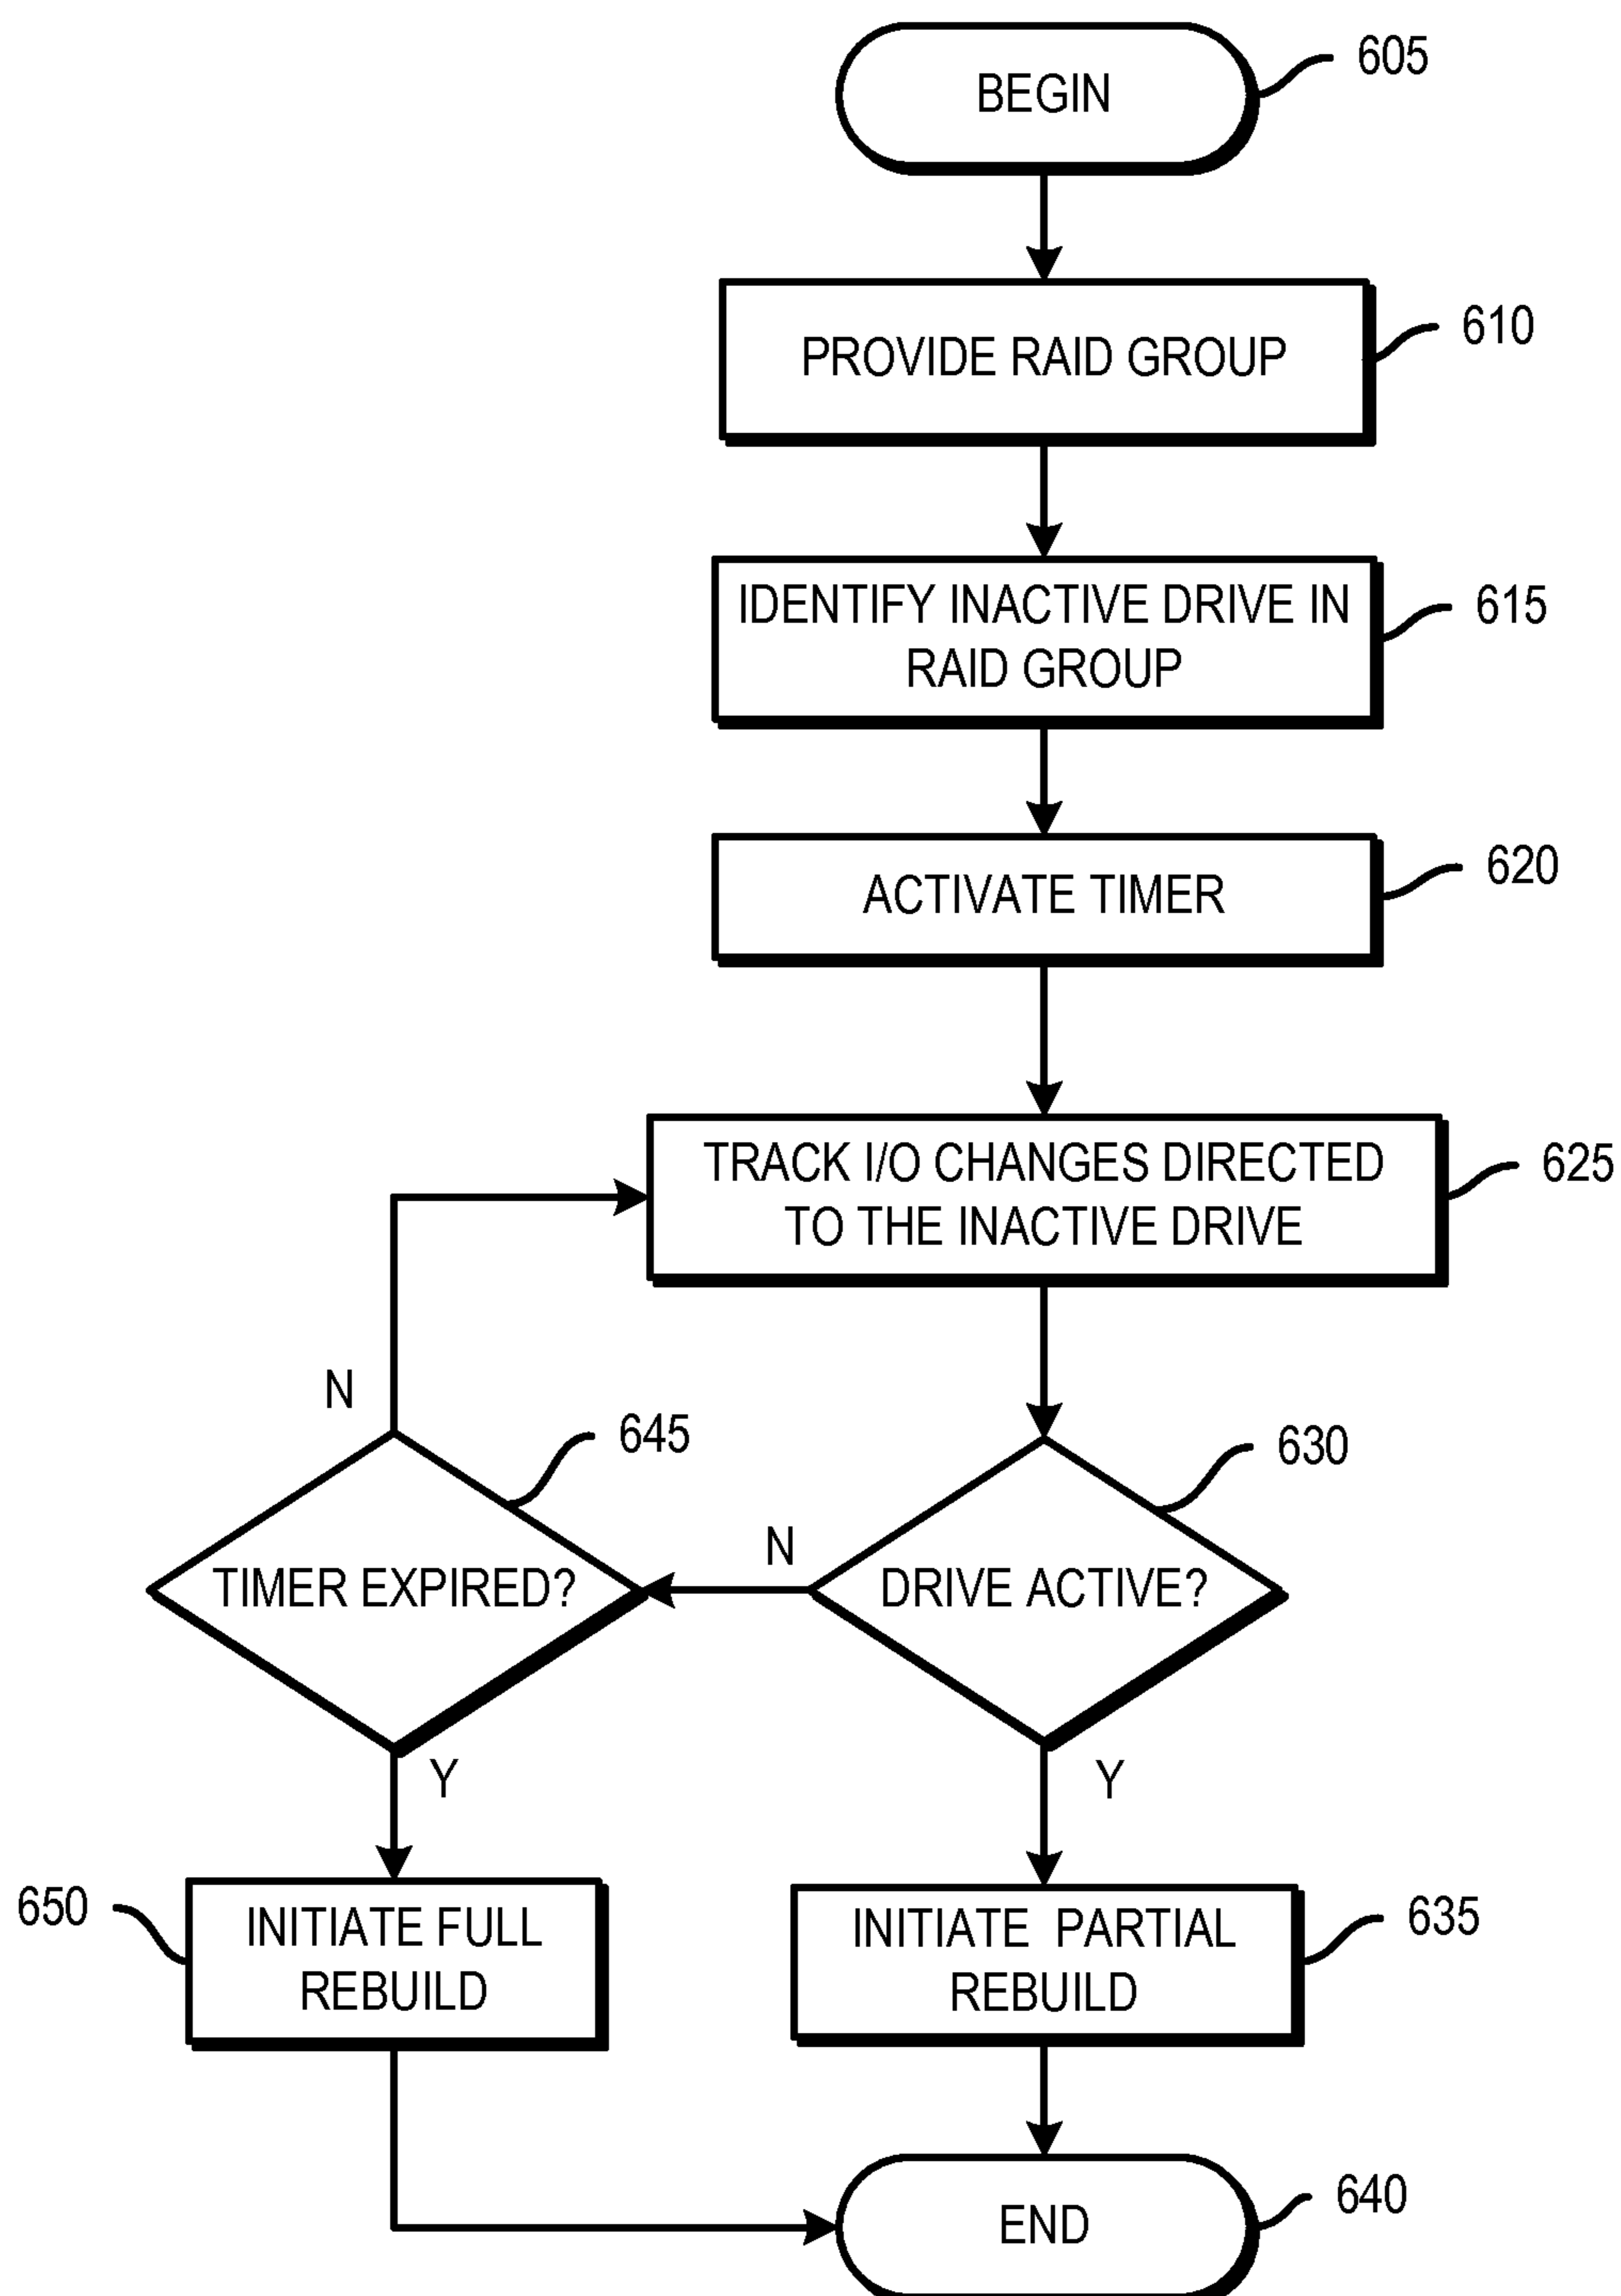 BEGIN
605
PROVIDE RAID GROUP
610
IDENTIFY INACTIVE DRIVE IN
RAID GROUP
615
ACTIVATE TIMER
620
TRACK I/O CHANGES DIRECTED
TO THE INACTIVE DRIVE
625
N
645
630
TIMER EXPIRED?
N
DRIVE ACTIVE?
Y
Y
650
INITIATE FULL
REBUILD
INITIATE PARTIAL
REBUILD
635
END
640